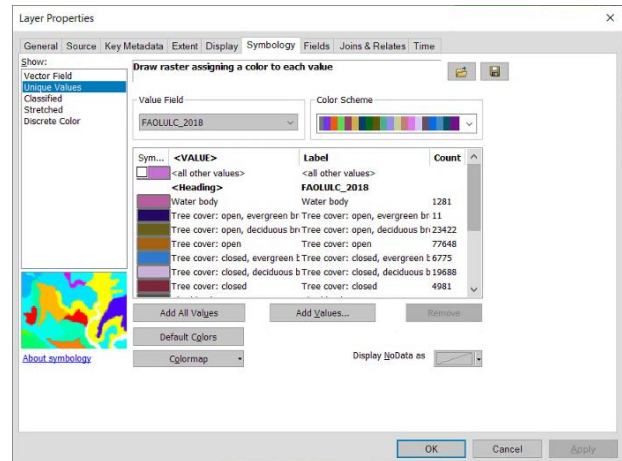 Layer Properties
General Source Key Metadata Extent Display Symbology Fields Joins & Relates Time
Show:
Vector Field
Unique Values
Classified
Stretched
Discrete Color
Draw raster assigning a color to each value
Value Field
FAOLULC_2018
Color Scheme
Sym... <VALUE> Label Count
<all other values> <all other values>
<Heading> FAOLULC_2018
Water body Water body 1281
Tree cover: open, evergreen br Tree cover: open, evergreen br 11
Tree cover: open, deciduous br Tree cover: open, deciduous br 23422
Tree cover: open Tree cover: open 77648
Tree cover: closed, evergreen b Tree cover: closed, evergreen b 6775
Tree cover: closed, deciduous b Tree cover: closed, deciduous b 19688
Tree cover: closed Tree cover: closed 4981
Add All Values Add Values... Remove
Default Colors
Colormap
Display NoData as
About symbology
OK Cancel Apply